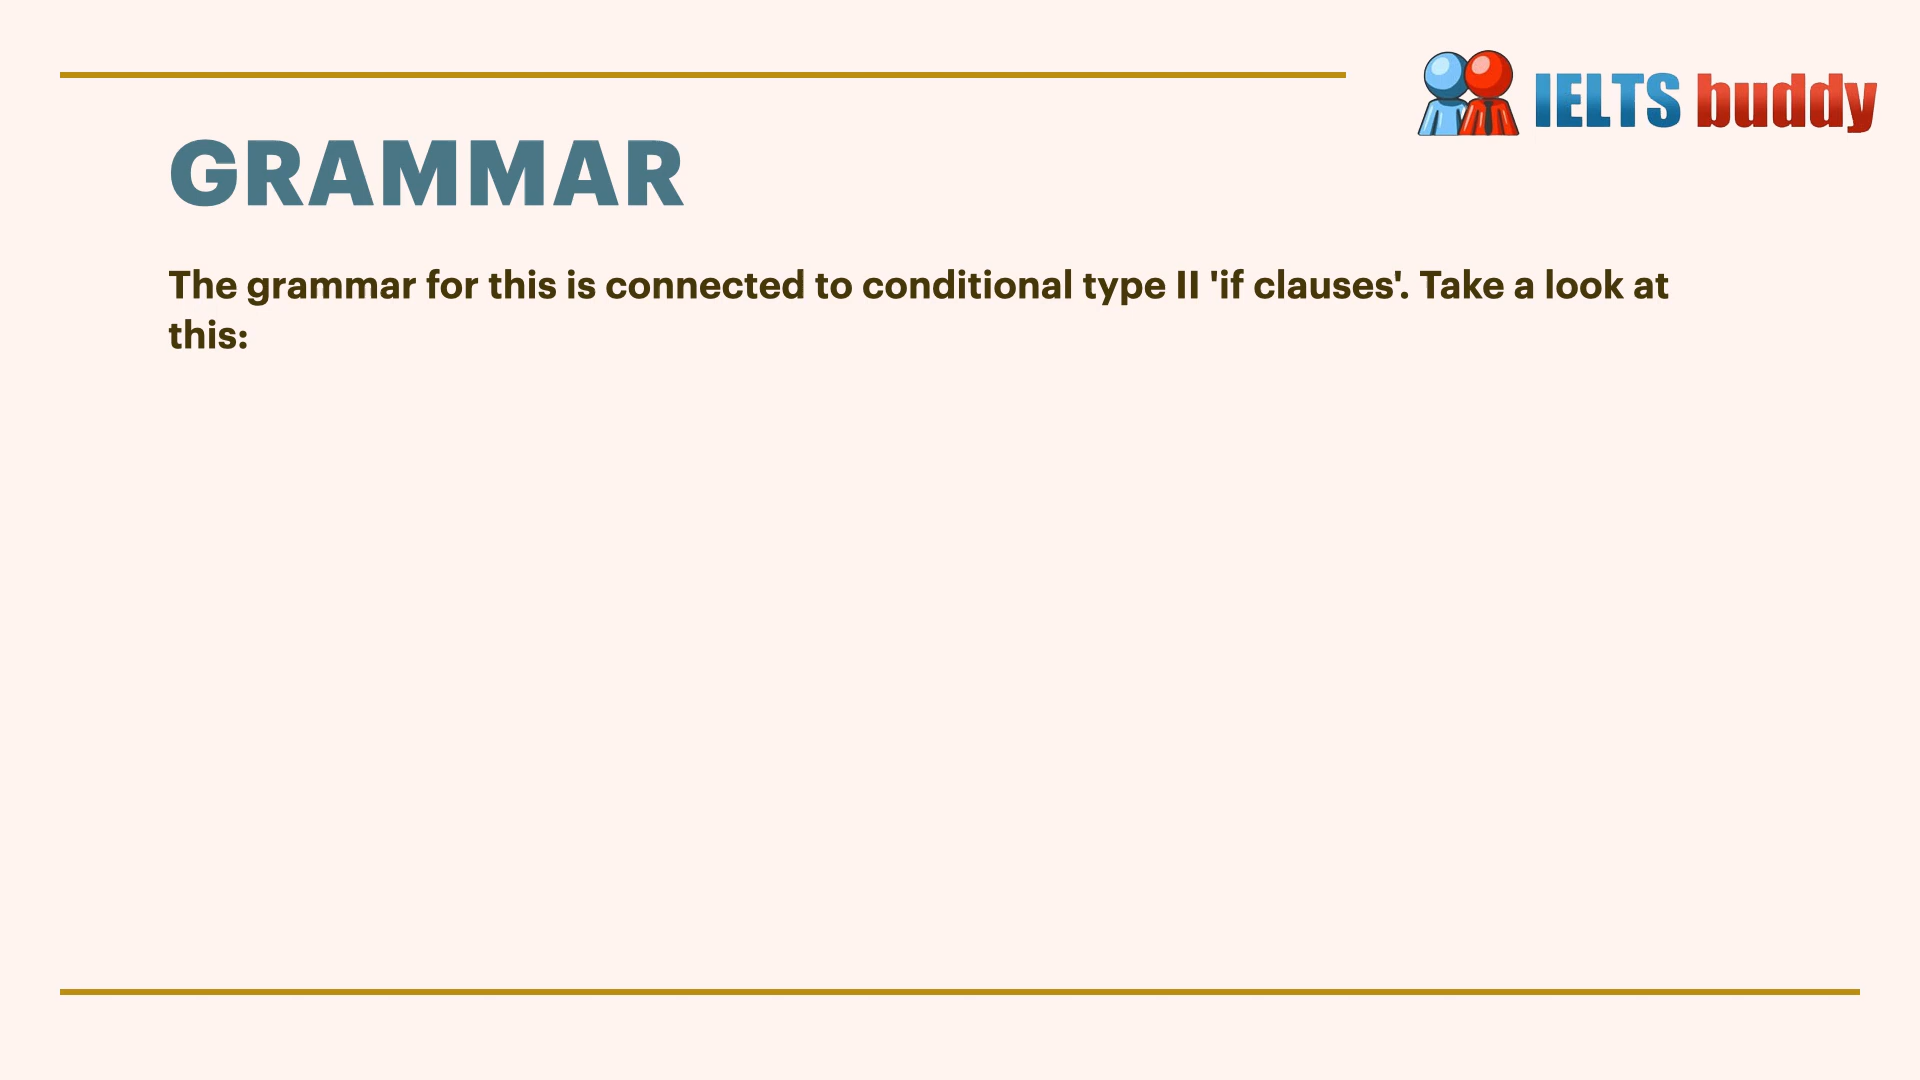 IELTS buddy
GRAMMAR
The grammar for this is connected to conditional type II 'if clauses'. Take a look at
this: